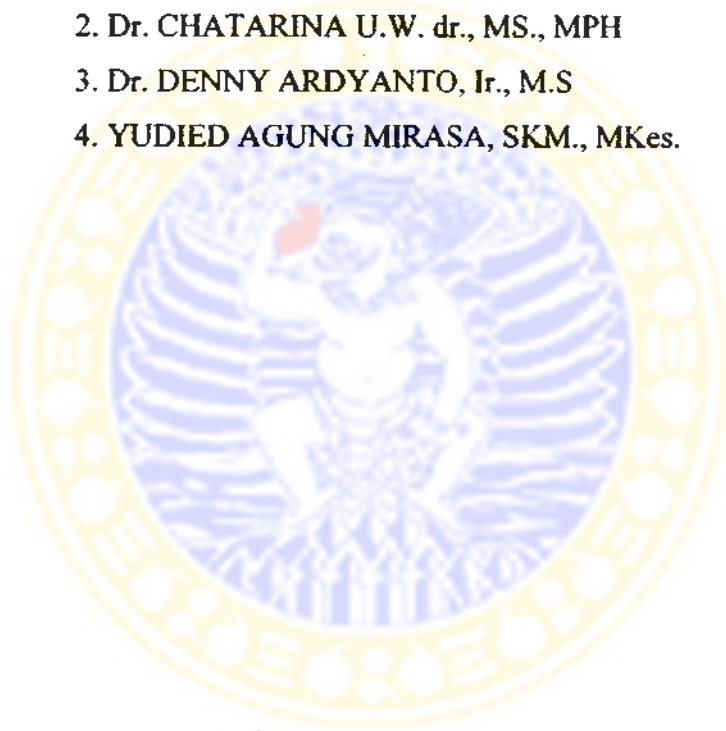 2. Dr. CHATARINA U.W. dr., MS., MPH
3. Dr. DENNY ARDYANTO, Ir., M.S
4. YUDIED AGUNG MIRASA, SKM., MKes.